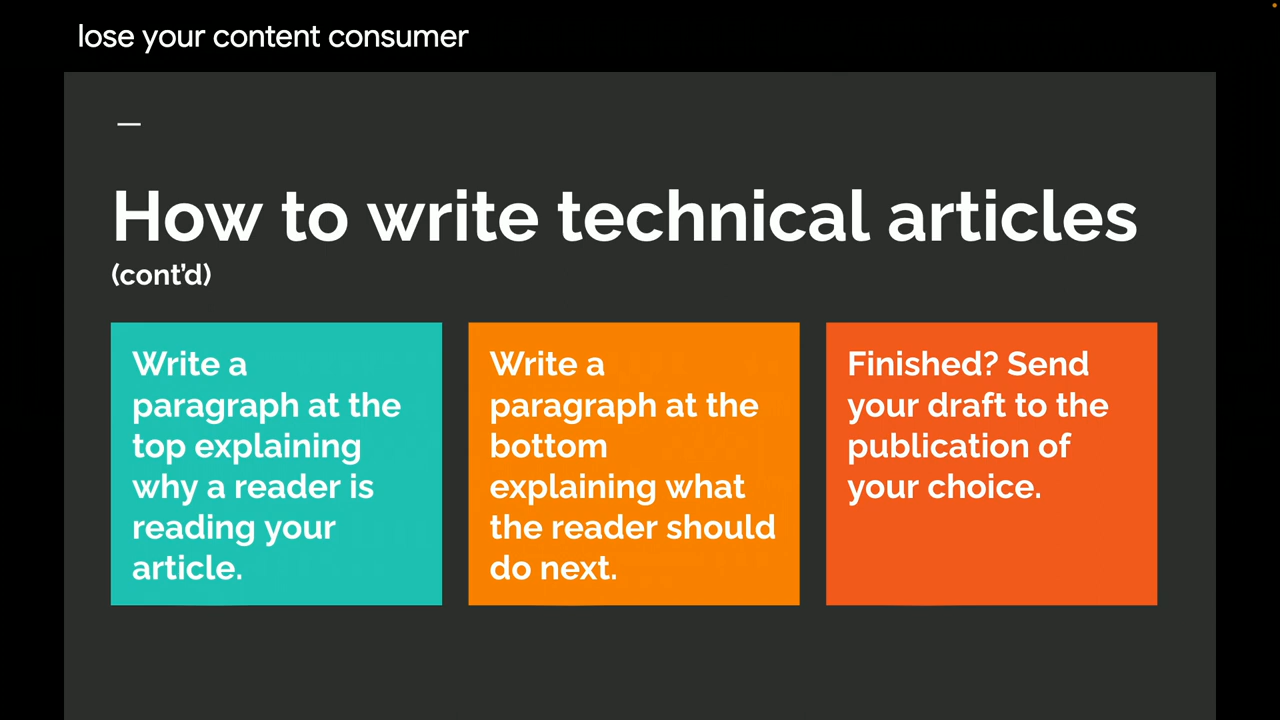 lose your content consumer
How to write technical articles
(cont’d)
Write a
paragraph at the
top explaining
why a reader is
reading your
article.
Write a
paragraph at the
bottom
explaining what
the reader should
do next.
Finished? Send
your draft to the
publication of
your choice.